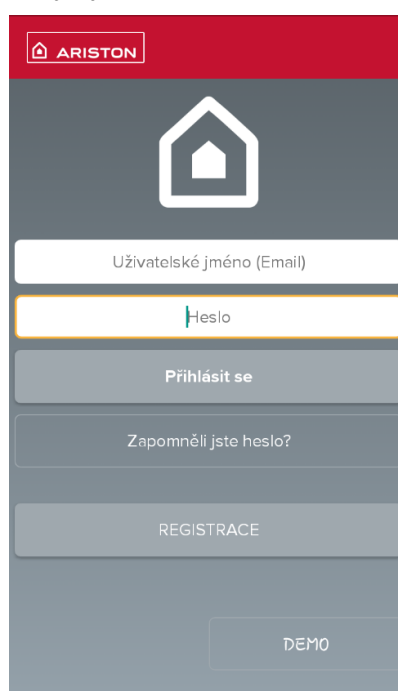 ARISTON
Uživatelské jméno (Email)
Heslo
Přihlásit se
Zapomněli jste heslo?
REGISTRACE
DEMO